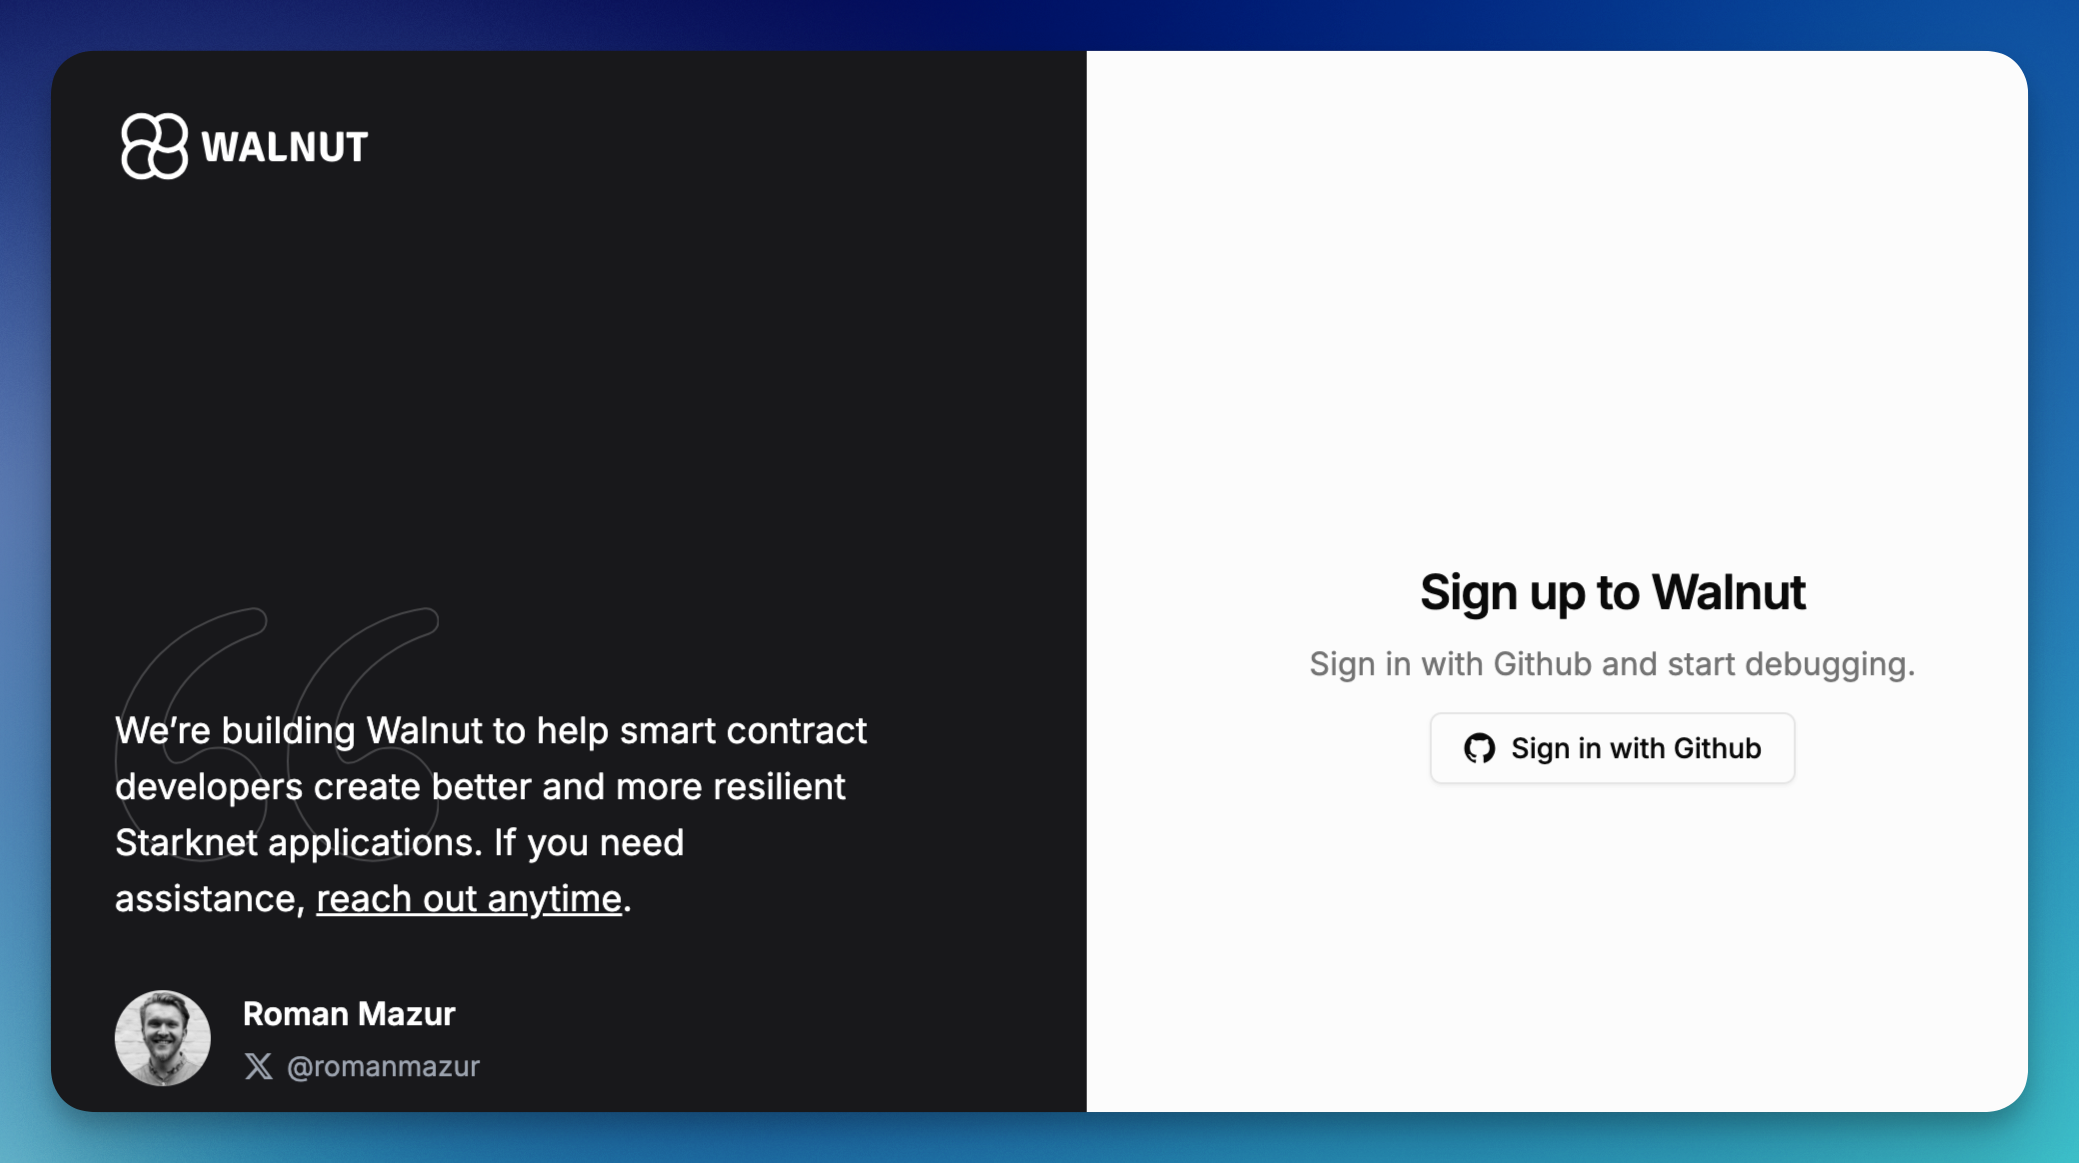 WALNUT
We’re building Walnut to help smart contract
developers create better and more resilient
Starknet applications. If you need
assistance, reach out anytime.
Roman Mazur
@romanmazur
Sign up to Walnut
Sign in with Github and start debugging.
Sign in with Github